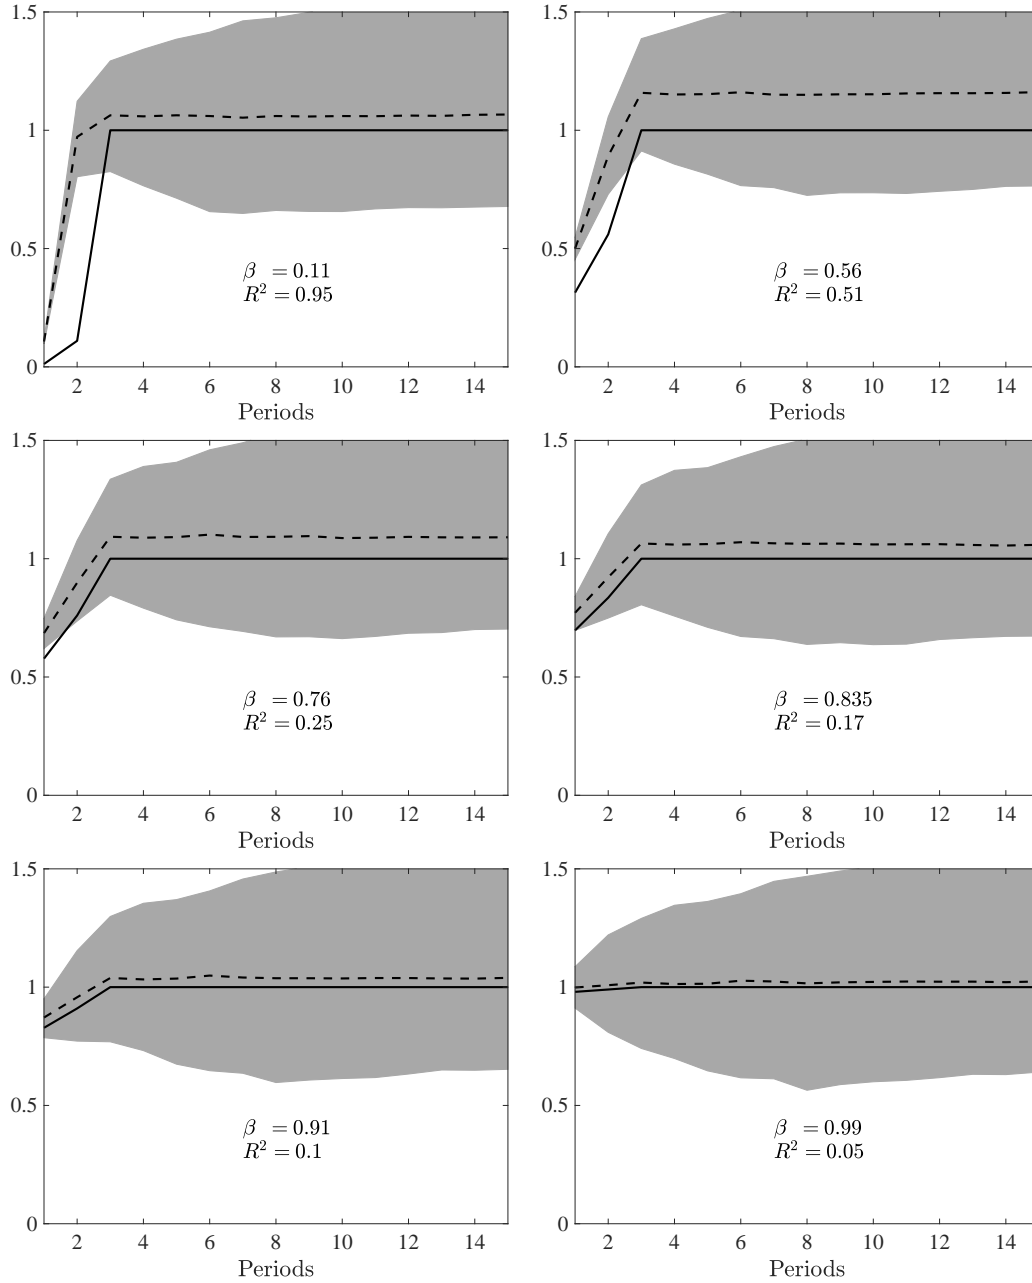 1.5
1
0.5
0
β = 0.11
R² = 0.95
2 4 6 8 10 12 14
Periods
1.5
1
0.5
0
β = 0.56
R² = 0.51
2 4 6 8 10 12 14
Periods
1.5
1
0.5
0
β = 0.76
R² = 0.25
2 4 6 8 10 12 14
Periods
1.5
1
0.5
0
β = 0.835
R² = 0.17
2 4 6 8 10 12 14
Periods
1.5
1
0.5
0
β = 0.91
R² = 0.1
2 4 6 8 10 12 14
Periods
1.5
1
0.5
0
β = 0.99
R² = 0.05
2 4 6 8 10 12 14
Periods